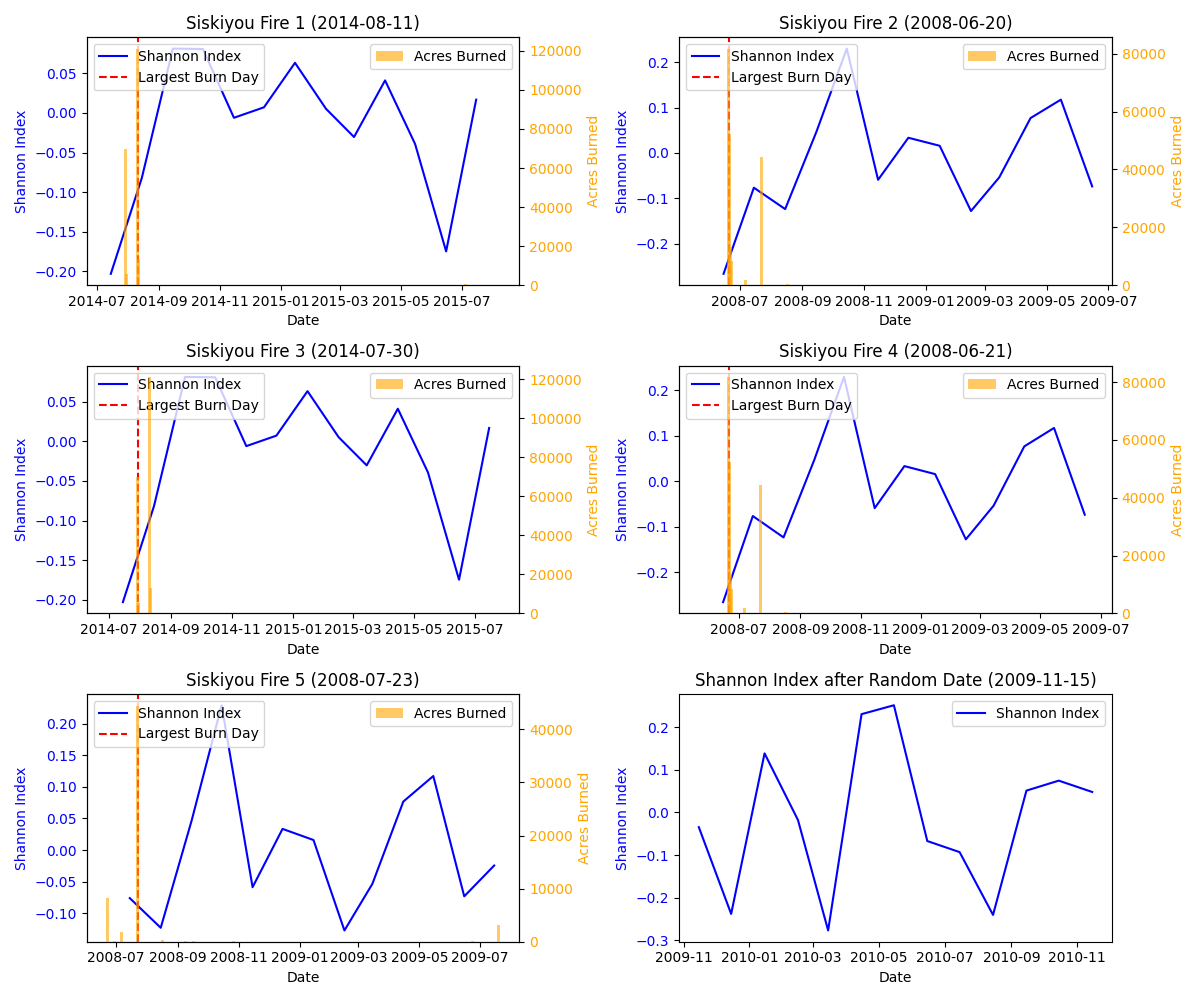 Siskiyou Fire 1 (2014-08-11)
Shannon Index
Largest Burn Day
Acres Burned
0.05
0.00
−0.05
−0.10
−0.15
−0.20
Shannon Index
120000
100000
80000
60000
40000
20000
0
Acres Burned
2014-07 2014-09 2014-11 2015-01 2015-03 2015-05 2015-07
Date
Siskiyou Fire 2 (2008-06-20)
Shannon Index
Largest Burn Day
Acres Burned
0.2
0.1
0.0
−0.1
−0.2
Shannon Index
80000
60000
40000
20000
0
Acres Burned
2008-07 2008-09 2008-11 2009-01 2009-03 2009-05 2009-07
Date
Siskiyou Fire 3 (2014-07-30)
Shannon Index
Largest Burn Day
Acres Burned
0.05
0.00
−0.05
−0.10
−0.15
−0.20
Shannon Index
120000
100000
80000
60000
40000
20000
0
Acres Burned
2014-07 2014-09 2014-11 2015-01 2015-03 2015-05 2015-07
Date
Siskiyou Fire 4 (2008-06-21)
Shannon Index
Largest Burn Day
Acres Burned
0.2
0.1
0.0
−0.1
−0.2
Shannon Index
80000
60000
40000
20000
0
Acres Burned
2008-07 2008-09 2008-11 2009-01 2009-03 2009-05 2009-07
Date
Siskiyou Fire 5 (2008-07-23)
Shannon Index
Largest Burn Day
Acres Burned
0.20
0.15
0.10
0.05
0.00
−0.05
−0.10
Shannon Index
40000
30000
20000
10000
0
Acres Burned
2008-07 2008-09 2008-11 2009-01 2009-03 2009-05 2009-07
Date
Shannon Index after Random Date (2009-11-15)
Shannon Index
0.2
0.1
0.0
−0.1
−0.2
−0.3
Shannon Index
2009-11 2010-01 2010-03 2010-05 2010-07 2010-09 2010-11
Date